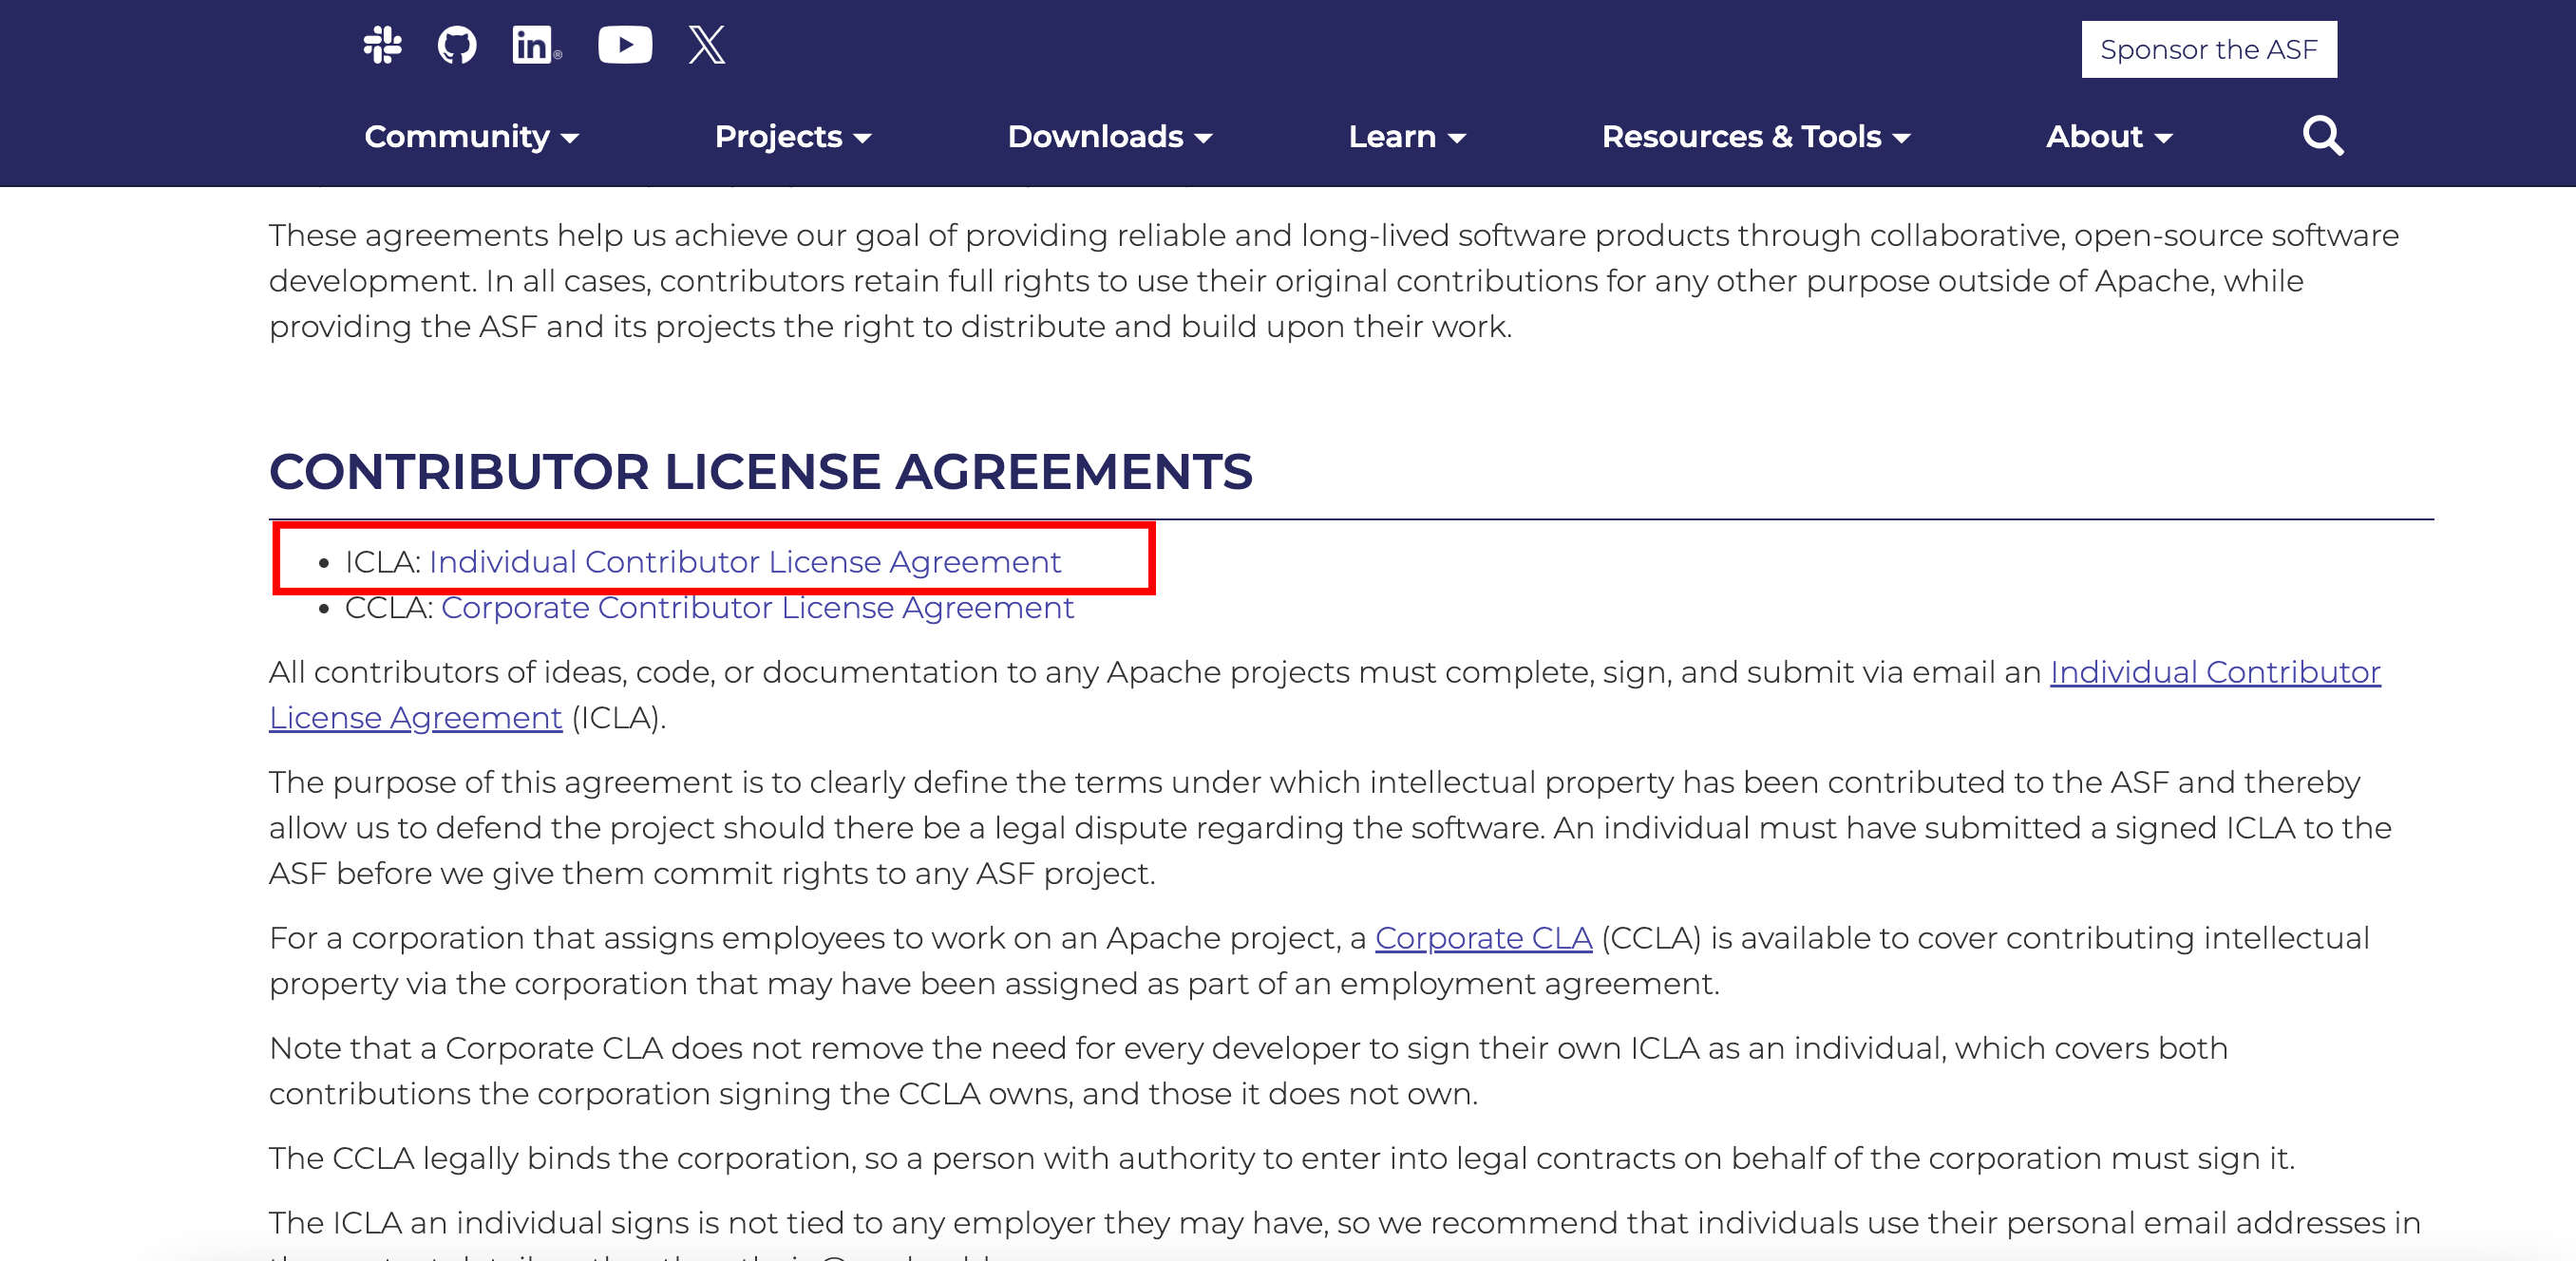 in
Sponsor the ASF
Community
Projects
Downloads
Learn
Resources & Tools
About
These agreements help us achieve our goal of providing reliable and long-lived software products through collaborative, open-source software
development. In all cases, contributors retain full rights to use their original contributions for any other purpose outside of Apache, while
providing the ASF and its projects the right to distribute and build upon their work.
CONTRIBUTOR LICENSE AGREEMENTS
• ICLA: Individual Contributor License Agreement
• CCLA: Corporate Contributor License Agreement
All contributors of ideas, code, or documentation to any Apache projects must complete, sign, and submit via email an Individual Contributor
License Agreement (ICLA).
The purpose of this agreement is to clearly define the terms under which intellectual property has been contributed to the ASF and thereby
allow us to defend the project should there be a legal dispute regarding the software. An individual must have submitted a signed ICLA to the
ASF before we give them commit rights to any ASF project.
For a corporation that assigns employees to work on an Apache project, a Corporate CLA (CCLA) is available to cover contributing intellectual
property via the corporation that may have been assigned as part of an employment agreement.
Note that a Corporate CLA does not remove the need for every developer to sign their own ICLA as an individual, which covers both
contributions the corporation signing the CCLA owns, and those it does not own.
The CCLA legally binds the corporation, so a person with authority to enter into legal contracts on behalf of the corporation must sign it.
The ICLA an individual signs is not tied to any employer they may have, so we recommend that individuals use their personal email addresses in